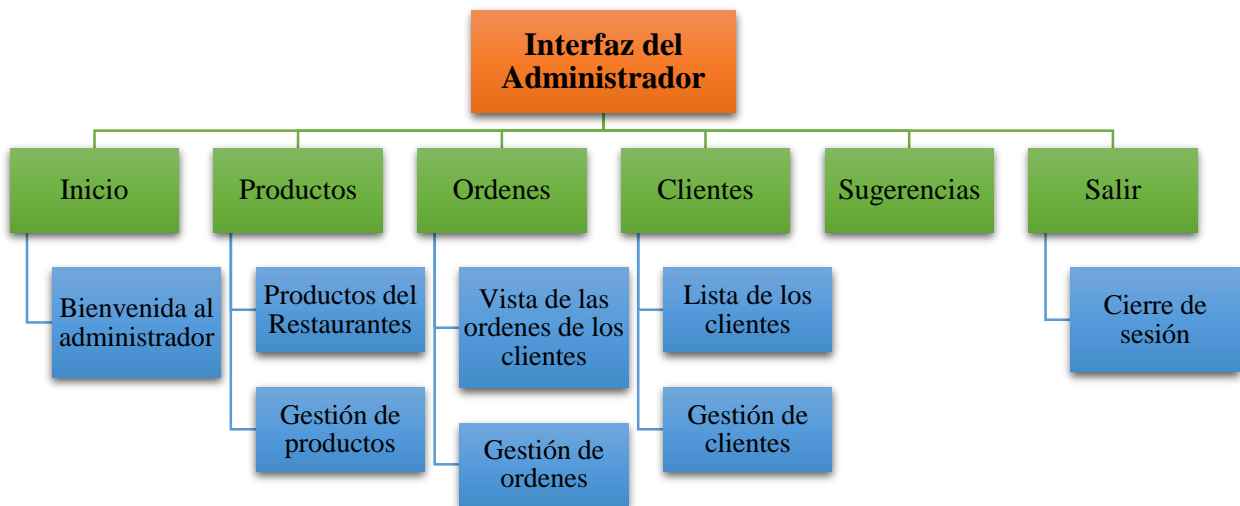 Interfaz del
Administrador
Inicio
Productos
Ordenes
Clientes
Sugerencias
Salir
Bienvenida al
administrador
Productos del
Restaurantes
Gestión de
productos
Vista de las
ordenes de los
clientes
Gestión de
ordenes
Lista de los
clientes
Gestión de
clientes
Cierre de
sesión